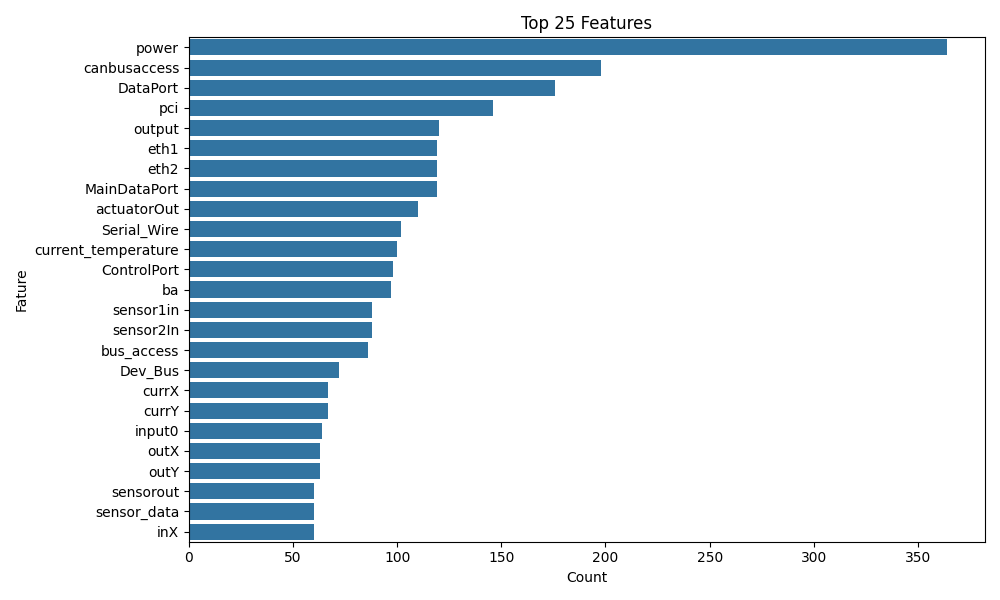 Top 25 Features
power
canbusaccess
DataPort
pci
output
eth1
eth2
MainDataPort
actuatorOut
Serial_Wire
current_temperature
ControlPort
ba
sensor1in
sensor2In
bus_access
Dev_Bus
currX
currY
input0
outX
outY
sensorout
sensor_data
inX
Fature
0 50 100 150 200 250 300 350
Count